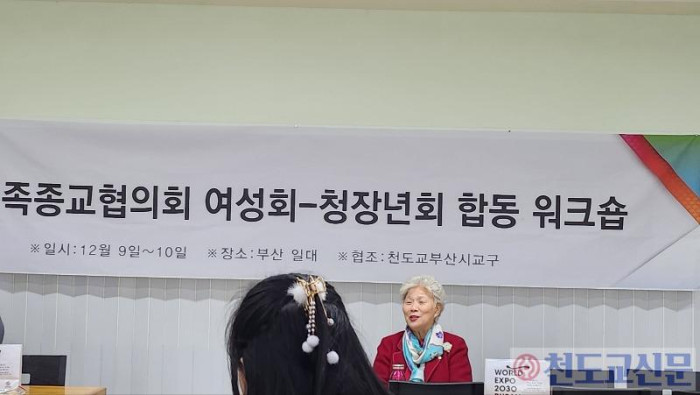 족종교협의회 여성회-청장년회 합동 워크숍
※일시:12월 9일~10일 ※장소:부산 일대 ※협조:천도교부산시교구
WORLD
EXPO
2030
천도교신문